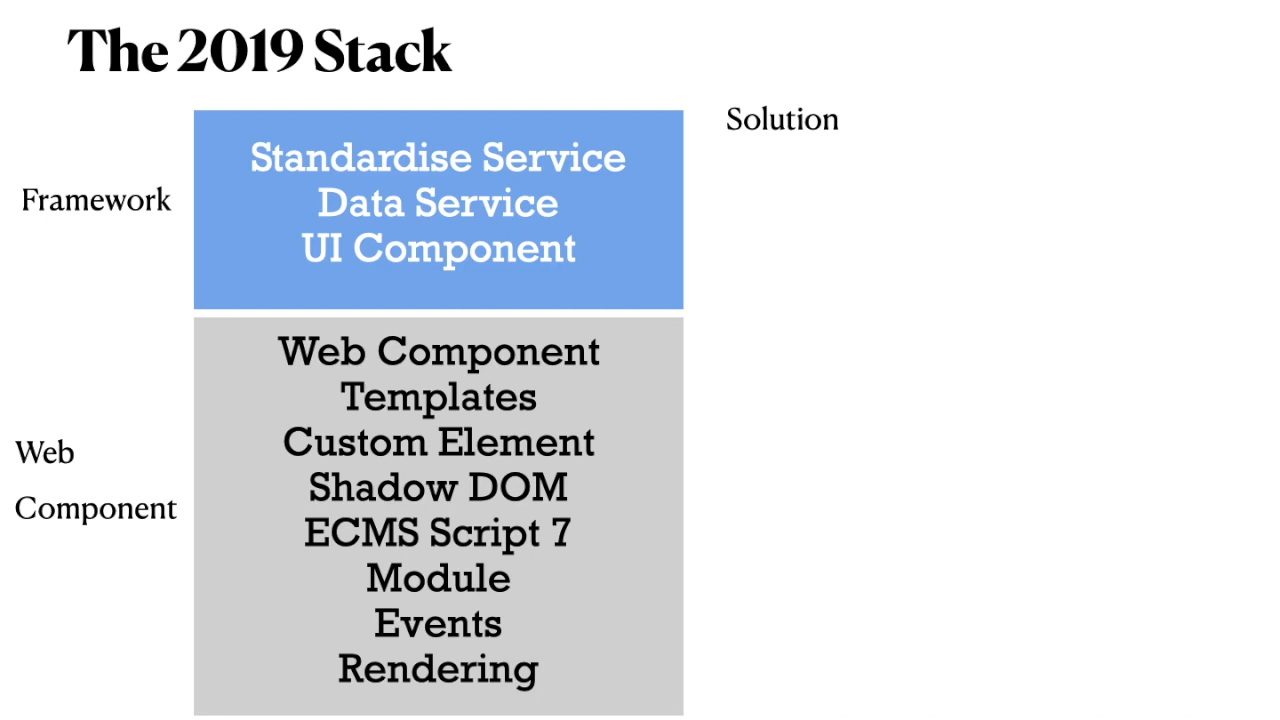 The 2019 Stack
Solution
Framework
Standardise Service
Data Service
UI Component
Web
Component
Web Component
Templates
Custom Element
Shadow DOM
ECMS Script 7
Module
Events
Rendering